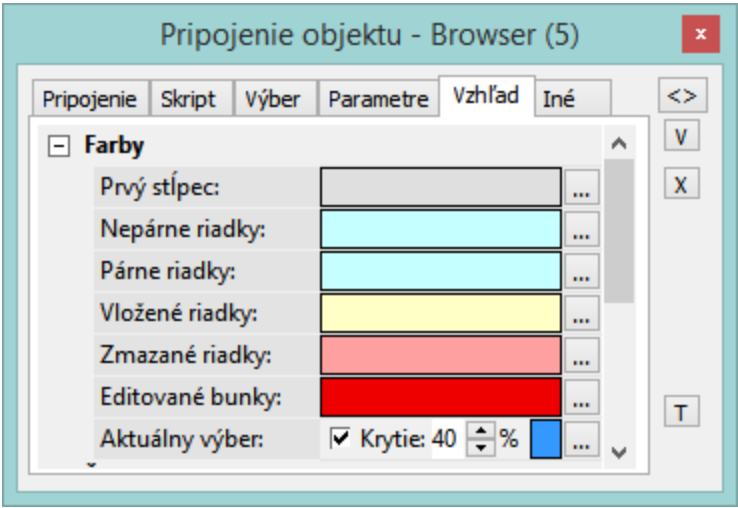 Pripojenie objektu - Browser (5)
x
Pripojenie Skript Výber Parametre Vzhľad Iné <>
V
Farby
X
Prvý stĺpec: ...
Nepárne riadky: ...
Párne riadky: ...
Vložené riadky: ...
Zmazané riadky: ...
Editované bunky: ...
T
Aktuálny výber: Krytie: 40 % ...